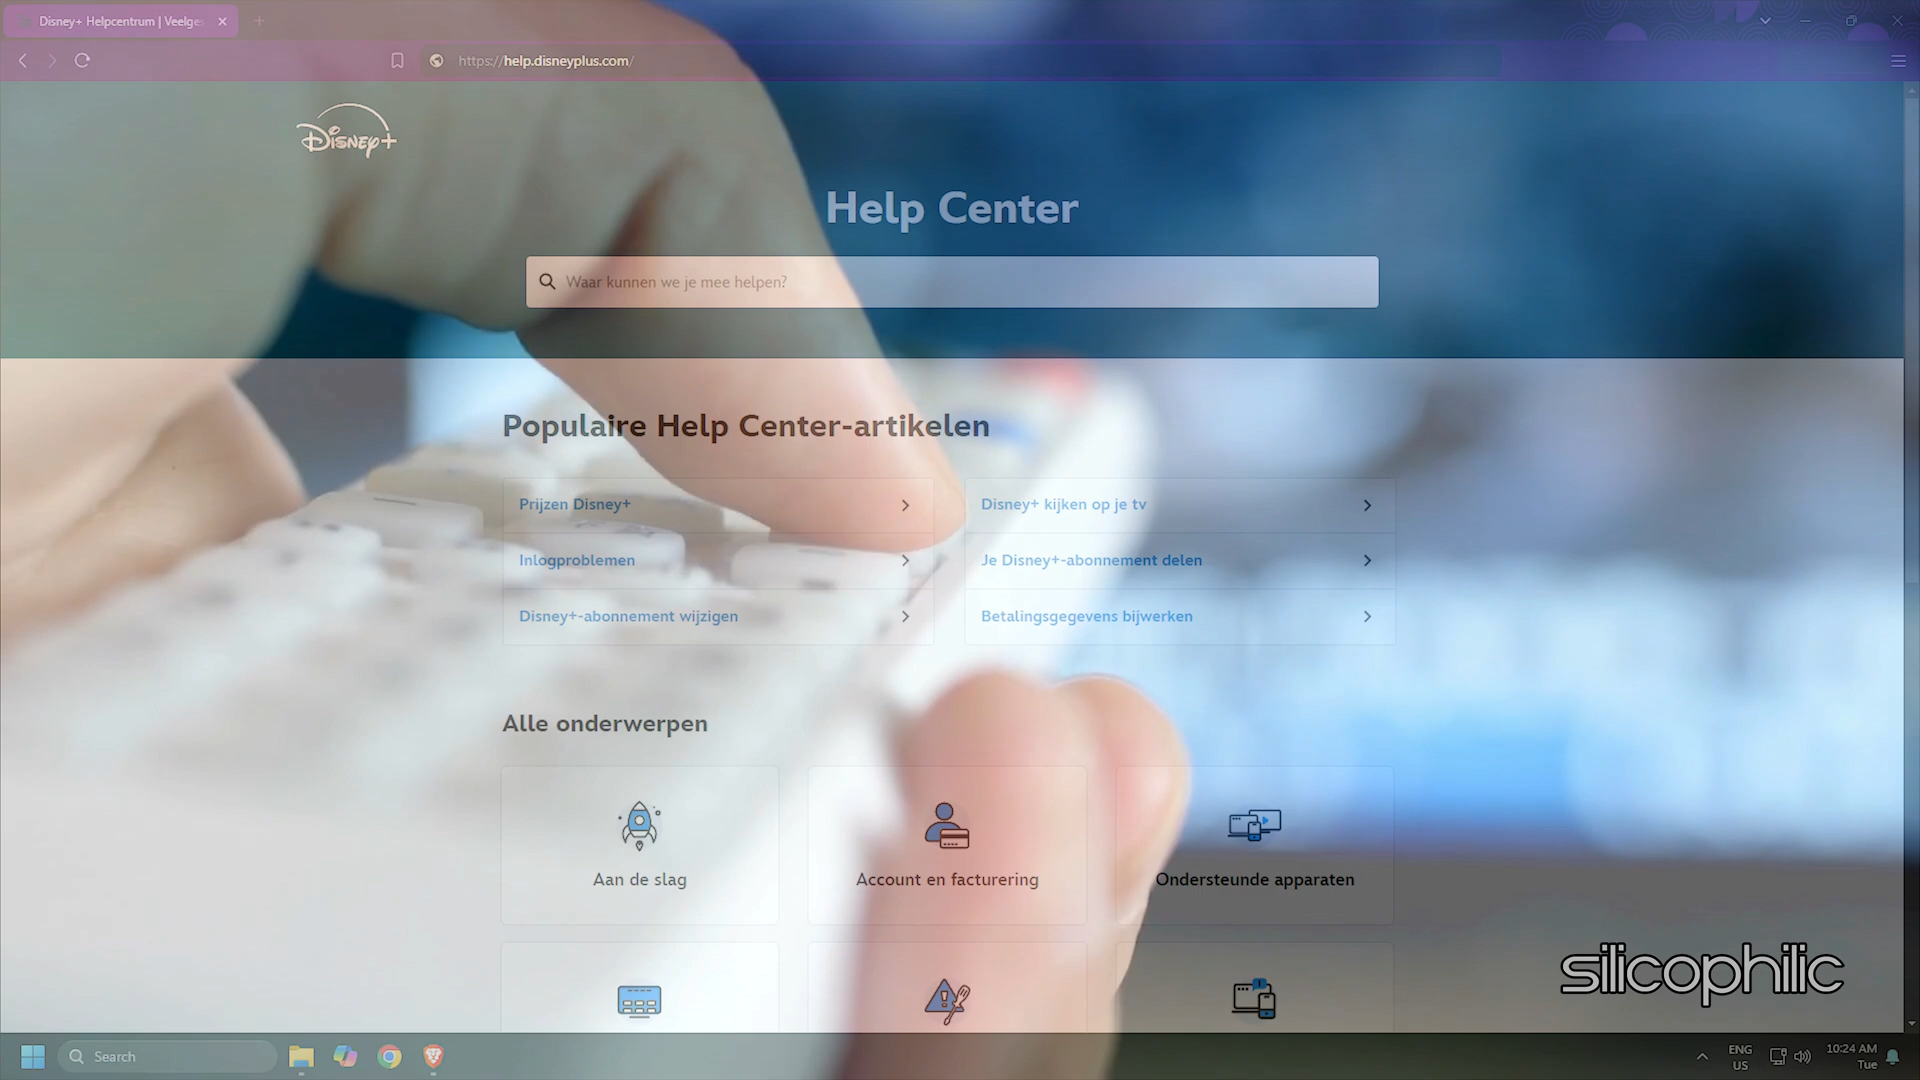 Disney+ Helpcentrum | Veelges
https://help.disneyplus.com/
Disney+
Help Center
Waar kunnen we je mee helpen?
Populaire Help Center-artikelen
Prijzen Disney+
Disney+ kijken op je tv
Inlogproblemen
Je Disney+-abonnement delen
Disney+-abonnement wijzigen
Betalingsgegevens bijwerken
Alle onderwerpen
Aan de slag
Account en facturering
Ondersteunde apparaten
silicophilic
Search
ENG
US
10:24 AM
Tue